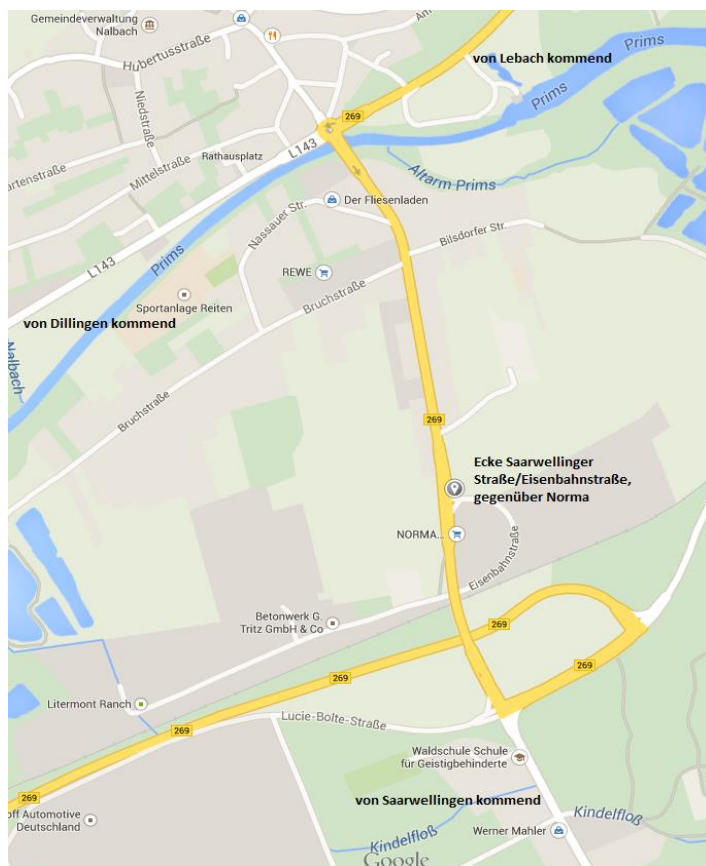 Gemeindeverwaltung
Nalbach
Hubertusstraße
Niedstraße
von Lebach kommend
Prims
Prims
269
artenstraße
Mittelstraße
Rathausplatz
L143
Altarm Prims
Der Fliesenladen
Nassauer Str.
Bilsdorfer Str.
L143
Prims
REWE
Sportanlage Reiten
Bruchstraße
von Dillingen kommend
Nalbach
Bruchstraße
269
Ecke Saarwellinger
Straße/Eisenbahnstraße,
gegenüber Norma
NORMA...
Eisenbahnstraße
Betonwerk G.
Tritz GmbH & Co
269
269
269
Litermont Ranch
Lucie-Bolte-Straße
269
Waldschule Schule
für Geistigbehinderte
269
off Automotive
Deutschland
von Saarwellingen kommend
Kindelfloß
Kindelfloß
Werner Mahler
Google